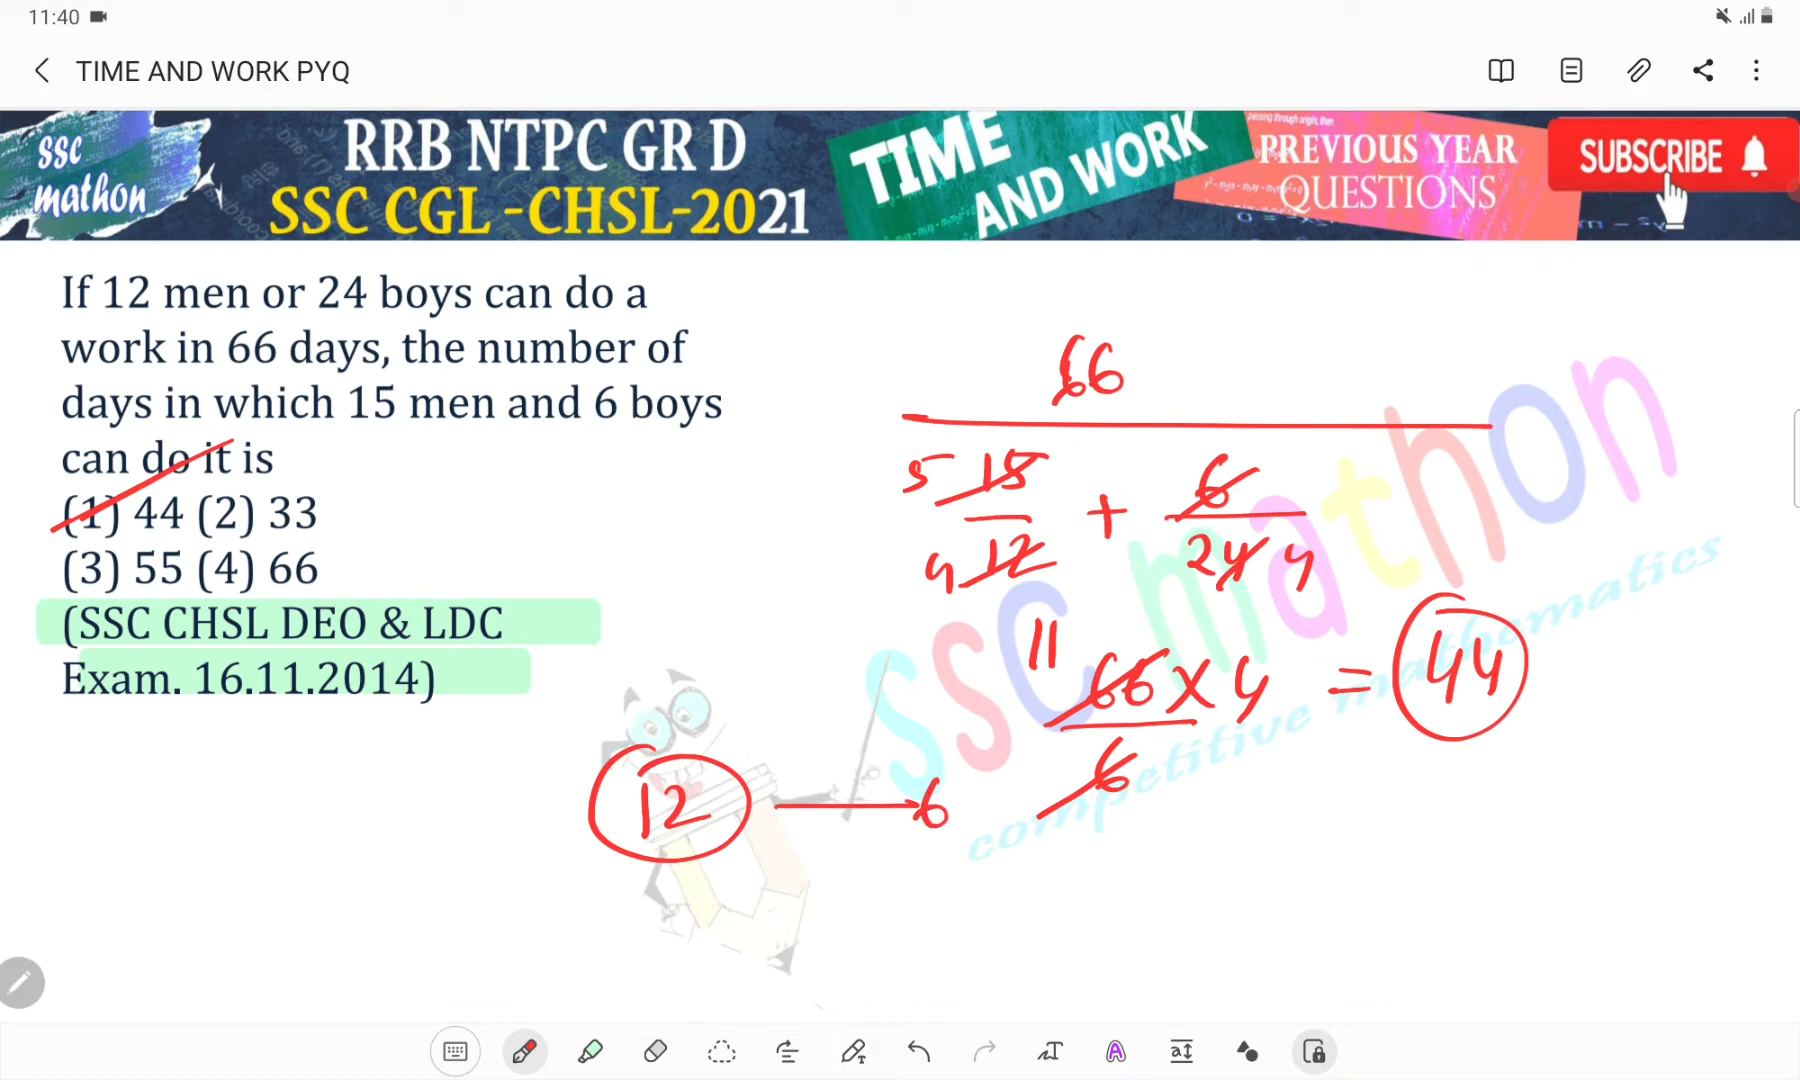 11:40
TIME AND WORK PYQ
SSC
mathon
RRB NTPC GR D
SSC CGL -CHSL-2021
TIME
AND WORK
passing through origin, then
PREVIOUS YEAR
QUESTIONS
SUBSCRIBE
If 12 men or 24 boys can do a
work in 66 days, the number of
days in which 15 men and 6 boys
can do it is
(1) 44 (2) 33
(3) 55 (4) 66
(SSC CHSL DEO & LDC
Exam. 16.11.2014)
66
5 15 + 6
4 12 24 4
11
66 × 4 = 44
6
12 6
ssc mathon
competitive mathematics